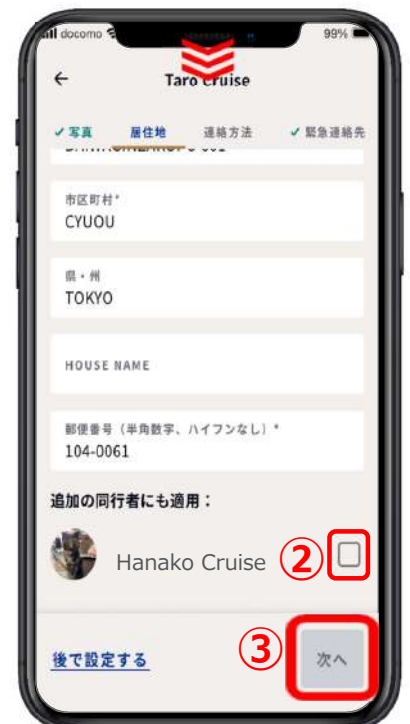 docomo 99%
← Taro Cruise
✓写真 居住地 連絡方法 ✓緊急連絡先
市区町村*
CYUOU
県・州
TOKYO
HOUSE NAME
郵便番号（半角数字、ハイフンなし）*
104-0061
追加の同行者にも適用：
Hanako Cruise ②
後で設定する ③ 次へ